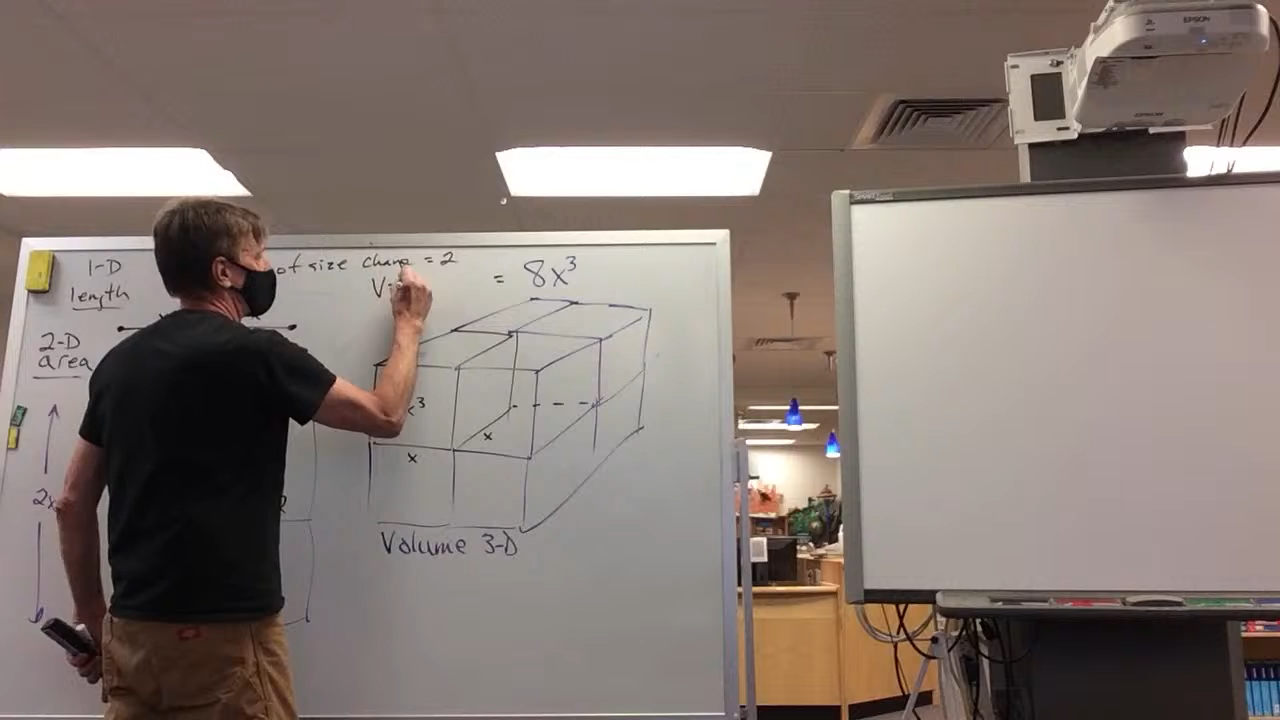 EPSON
1-D
length
of size change = 2
= 8x³
2-D
area
x³
x
x
2x
Volume 3-D